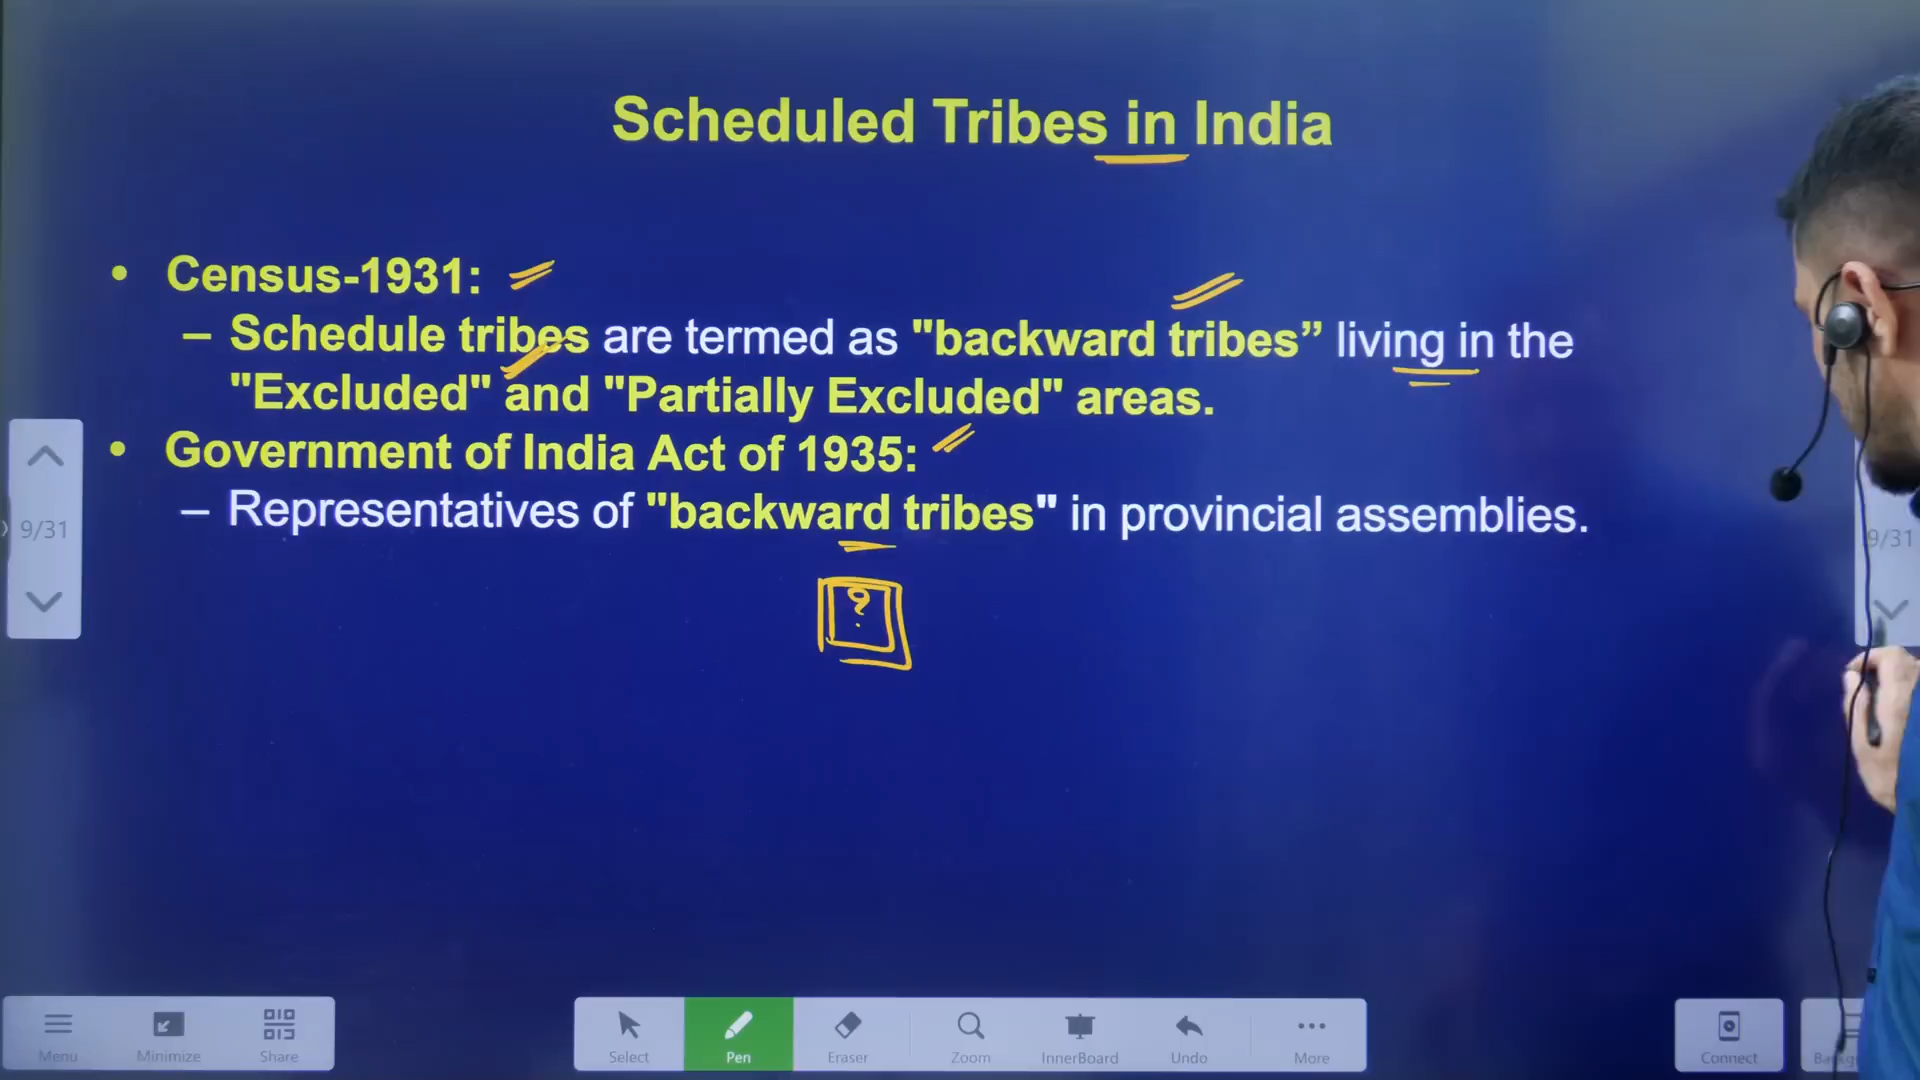 Scheduled Tribes in India
• Census-1931:
– Schedule tribes are termed as "backward tribes” living in the
"Excluded" and "Partially Excluded" areas.
• Government of India Act of 1935:
– Representatives of "backward tribes" in provincial assemblies.
?
9/31
9/31
Menu Minimize Share
Select Pen Eraser Zoom InnerBoard Undo More
Connect